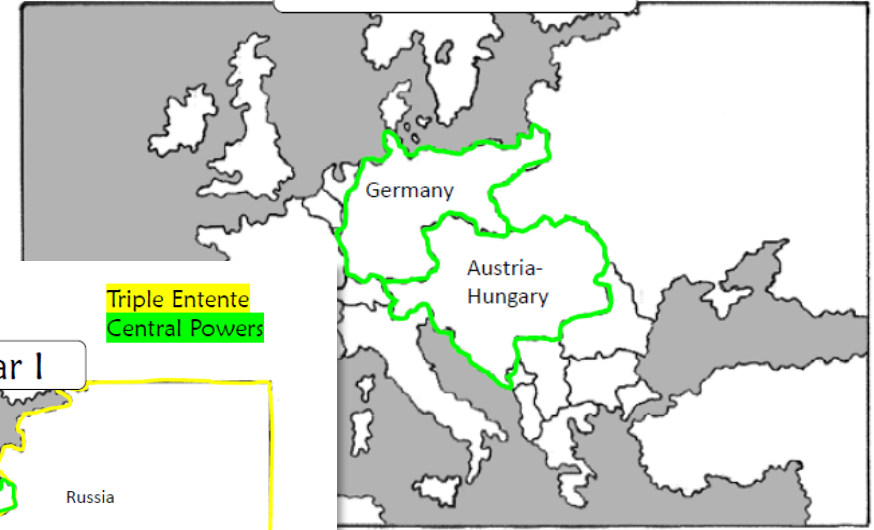 Germany
Austria-
Hungary
Triple Entente
Central Powers
ar I
Russia